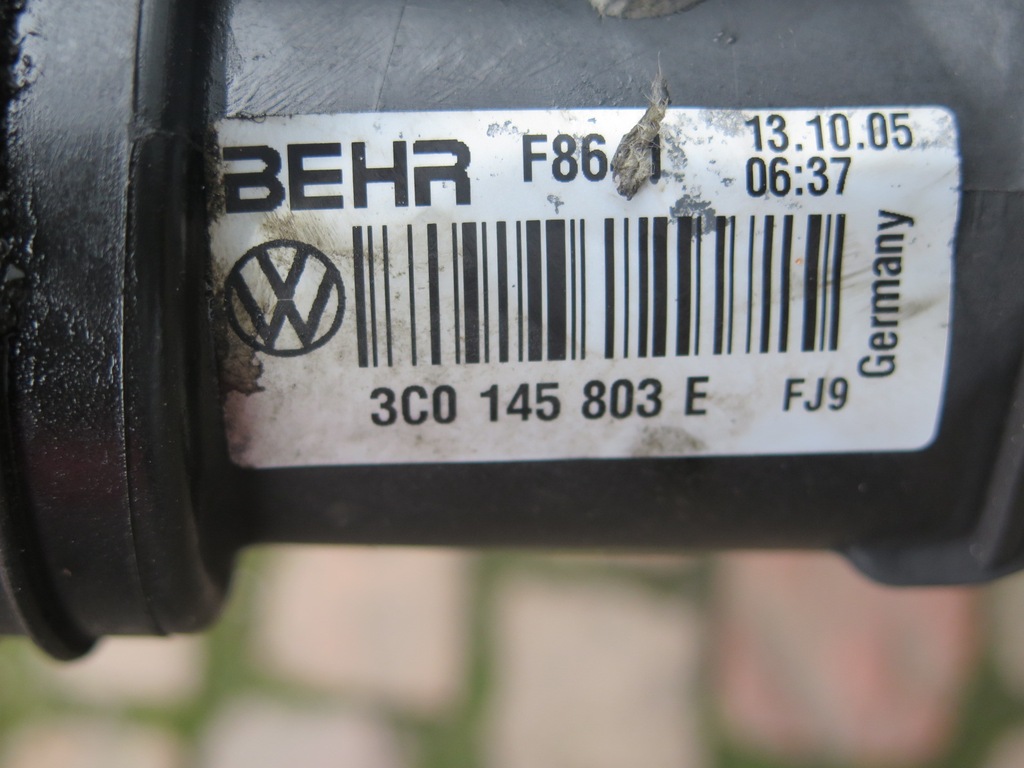 BEHR
13.10.05
06:37
3C0 145 803 E
FJ9
Germany